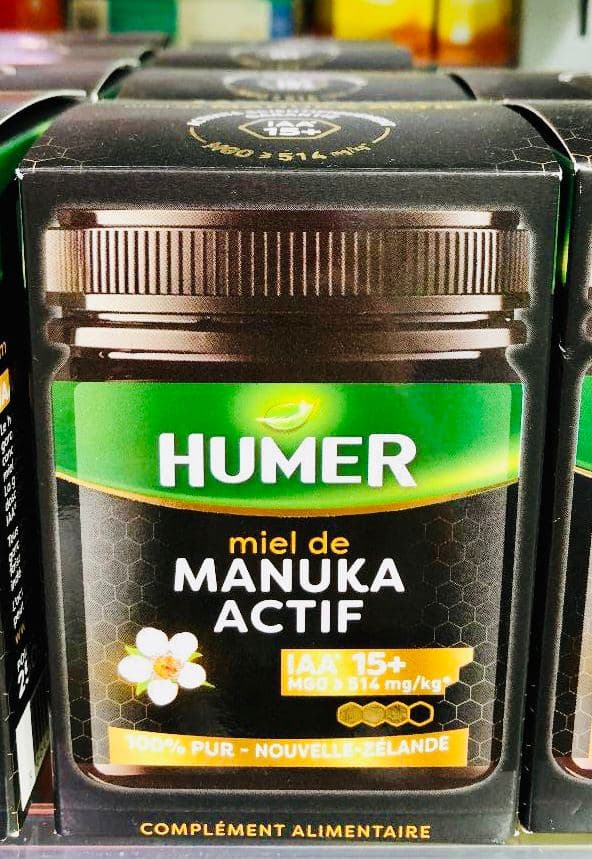 IAA
15+
MGO ≥ 514 mg/kg*
HUMER
miel de
MANUKA
ACTIF
IAA* 15+
MGO ≥ 514 mg/kg*
100% PUR - NOUVELLE-ZÉLANDE
COMPLÉMENT ALIMENTAIRE